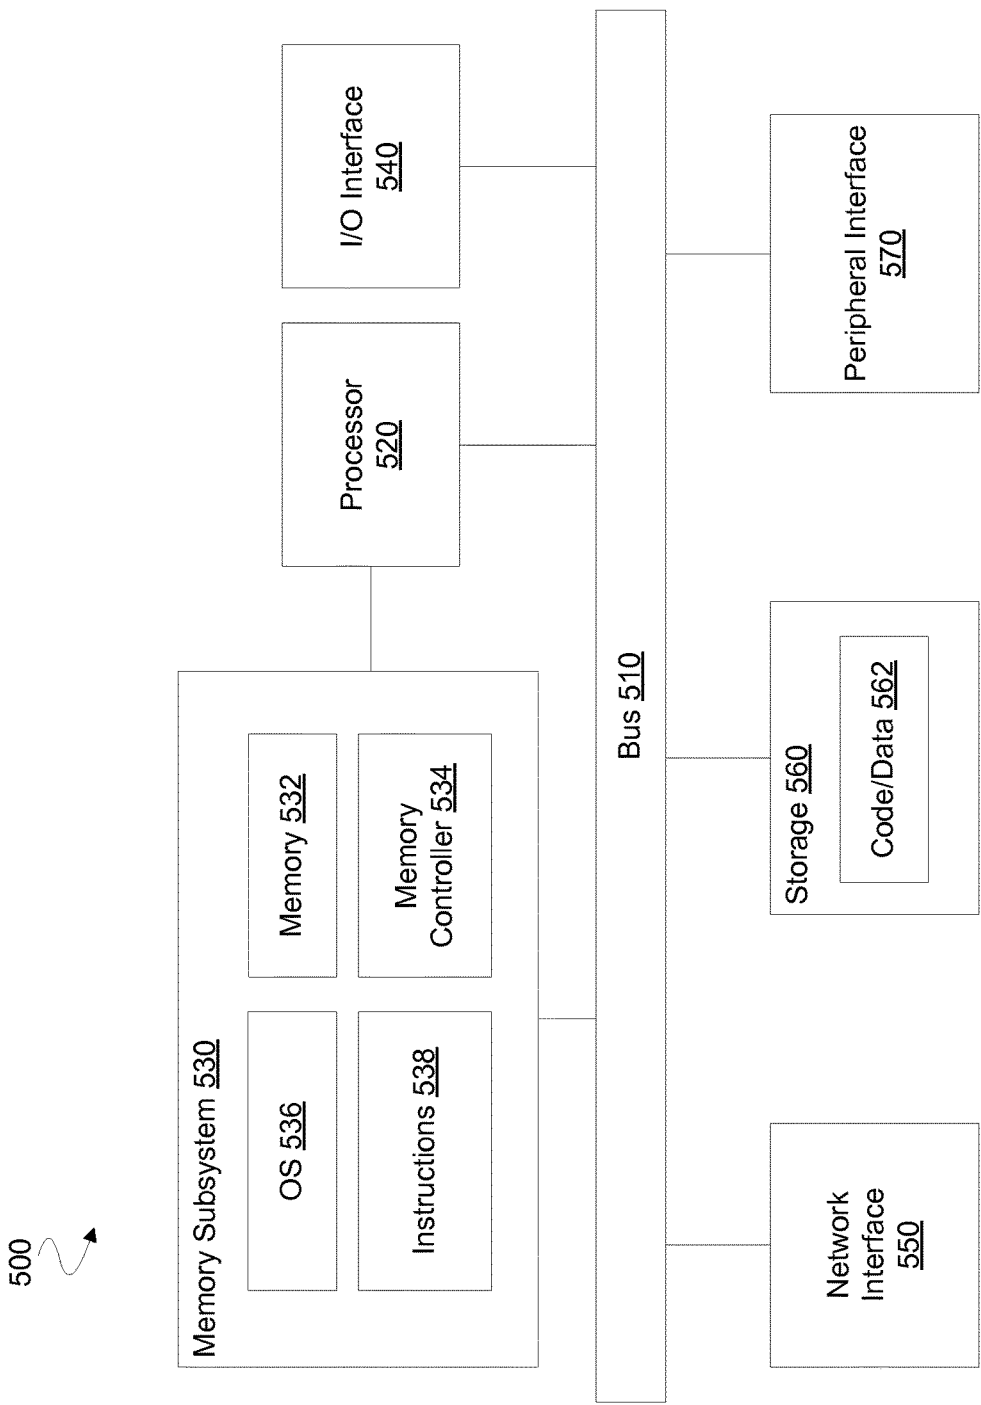 500
Memory Subsystem 530
OS 536
Memory 532
Instructions 538
Memory
Controller 534
Processor
520
I/O Interface
540
Bus 510
Network
Interface
550
Storage 560
Code/Data 562
Peripheral Interface
570